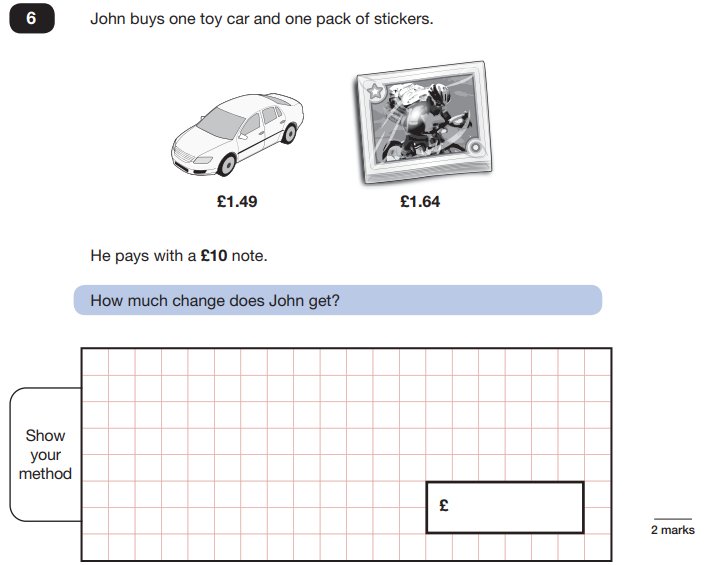 6 John buys one toy car and one pack of stickers.
£1.49 £1.64
He pays with a £10 note.
How much change does John get?
Show
your
method
£
2 marks